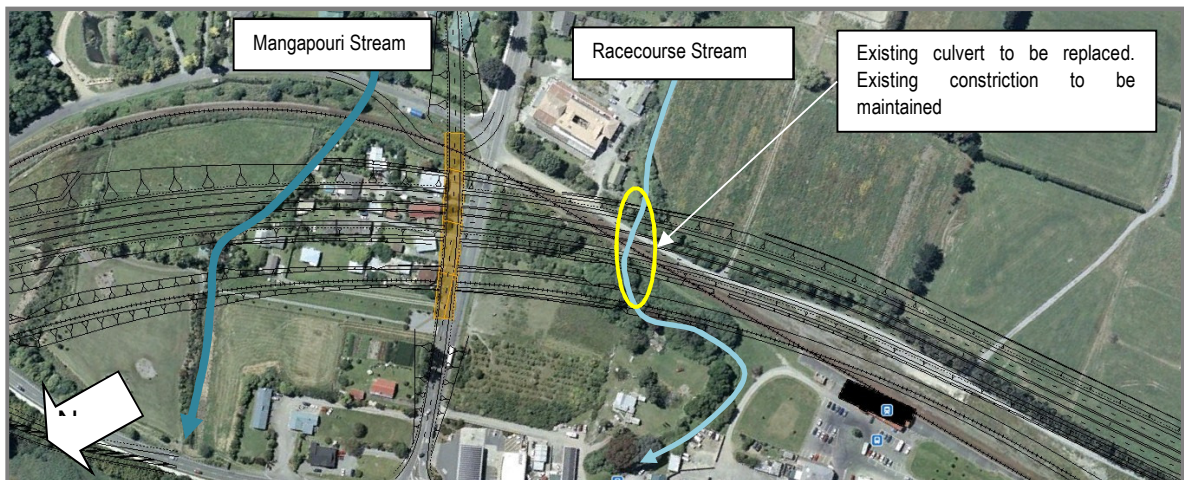 Mangapouri Stream
Racecourse Stream
Existing culvert to be replaced.
Existing constriction to be
maintained